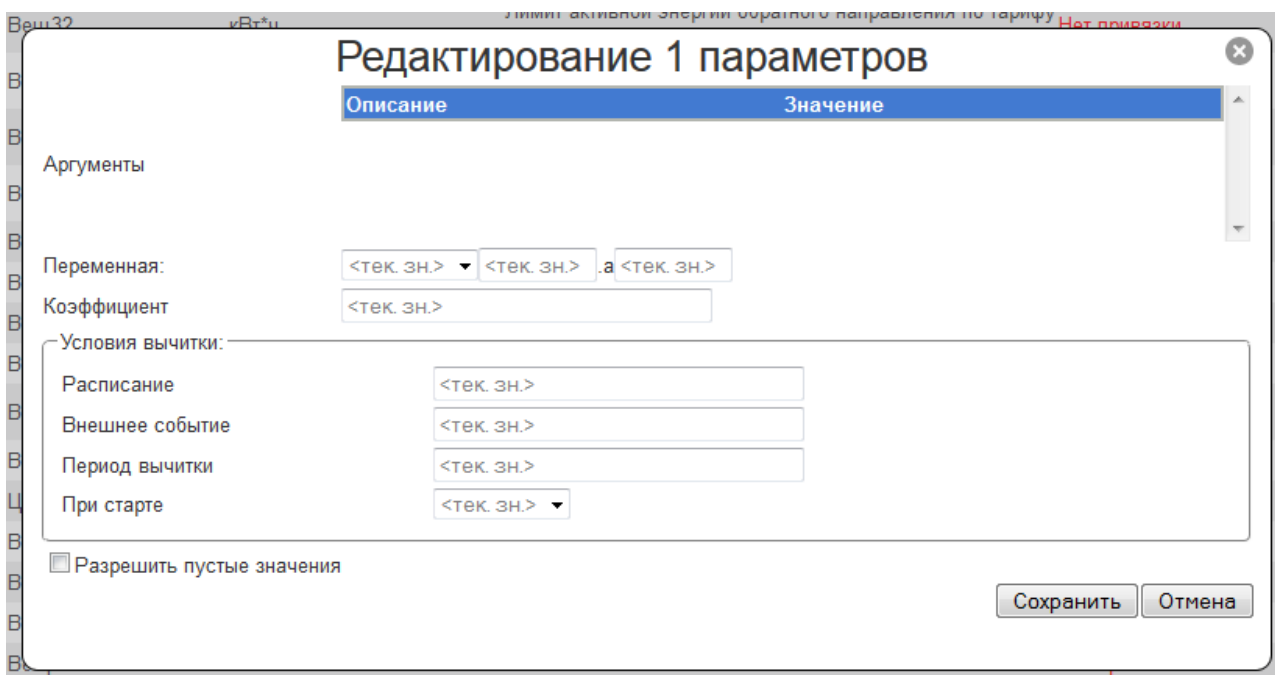 Вещ32 кВт*ч Лимит активной энергии обратного направления по тарифу Нет привязки
Редактирование 1 параметров
Описание Значение
Аргументы
Переменная: <тек. зн.> <тек. зн.> .a <тек. зн.>
Коэффициент <тек. зн.>
Условия вычитки:
Расписание <тек. зн.>
Внешнее событие <тек. зн.>
Период вычитки <тек. зн.>
При старте <тек. зн.>
Разрешить пустые значения
Сохранить Отмена